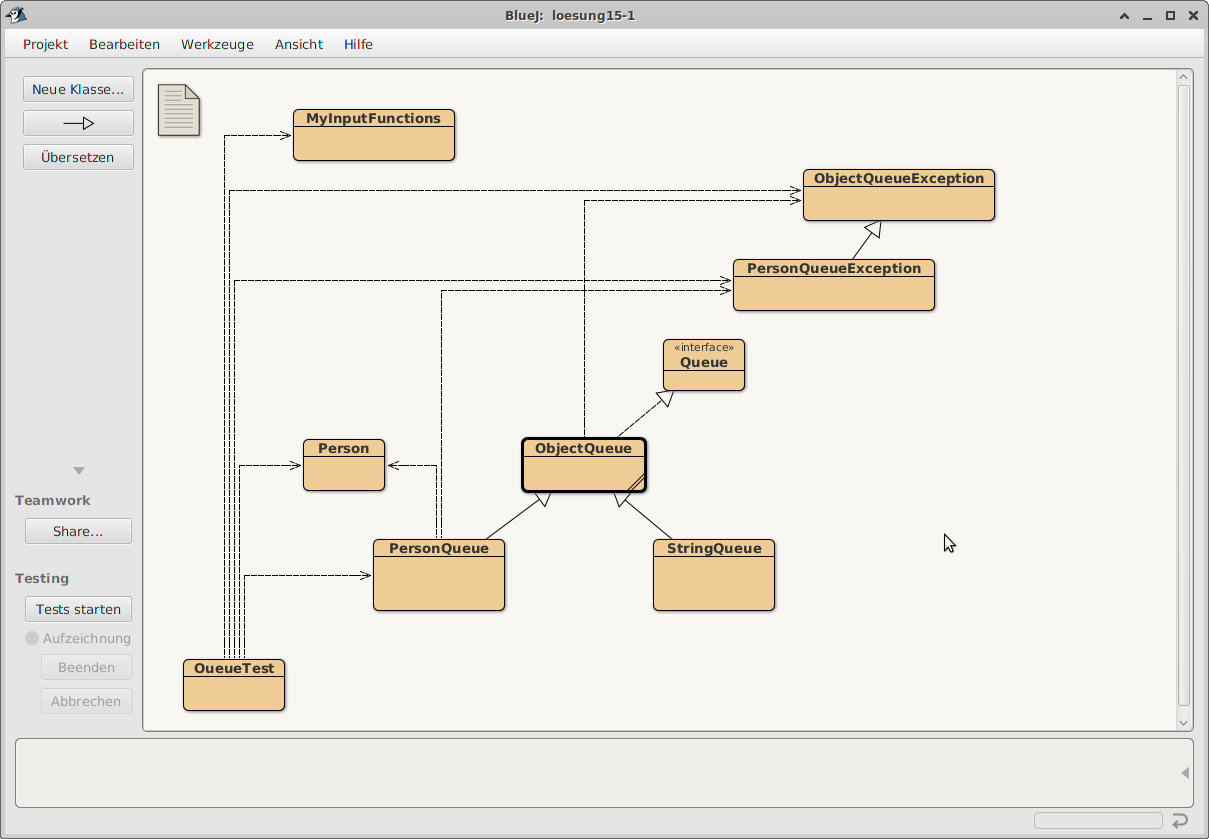 BlueJ: loesung15-1
Projekt Bearbeiten Werkzeuge Ansicht Hilfe
Neue Klasse...
Übersetzen
MyInputFunctions
ObjectQueueException
PersonQueueException
«interface»
Queue
Person
ObjectQueue
PersonQueue
StringQueue
QueueTest
Teamwork
Share...
Testing
Tests starten
Aufzeichnung
Beenden
Abbrechen